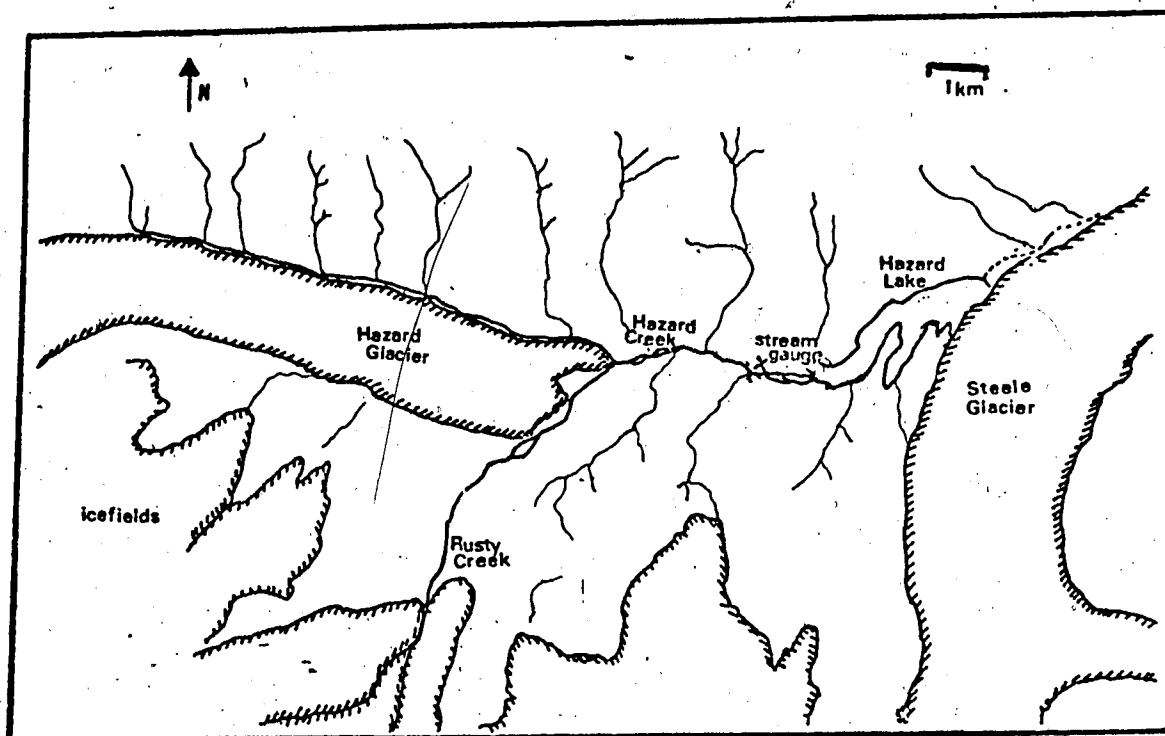 N
1km
Hazard
Lake
Hazard
Creek
stream
gauge
Hazard
Glacier
Steele
Glacier
icefields
Rusty
Creek